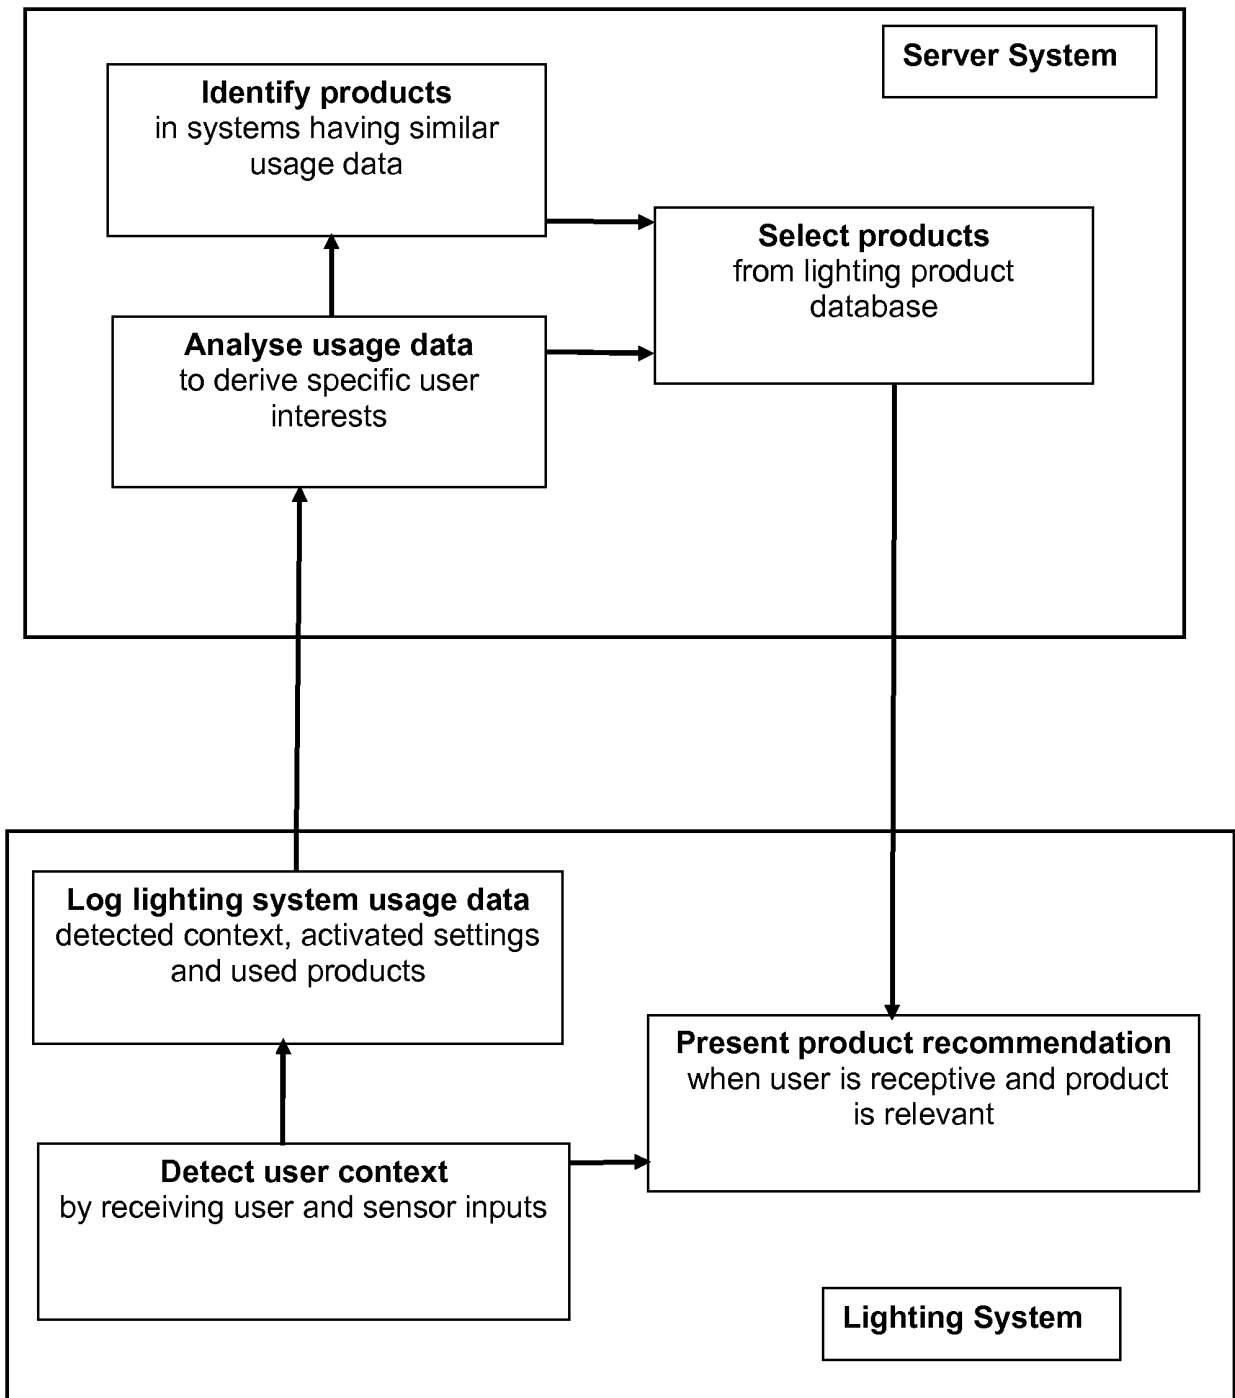 Server System
Identify products
in systems having similar
usage data
Select products
from lighting product
database
Analyse usage data
to derive specific user
interests
Log lighting system usage data
detected context, activated settings
and used products
Present product recommendation
when user is receptive and product
is relevant
Detect user context
by receiving user and sensor inputs
Lighting System